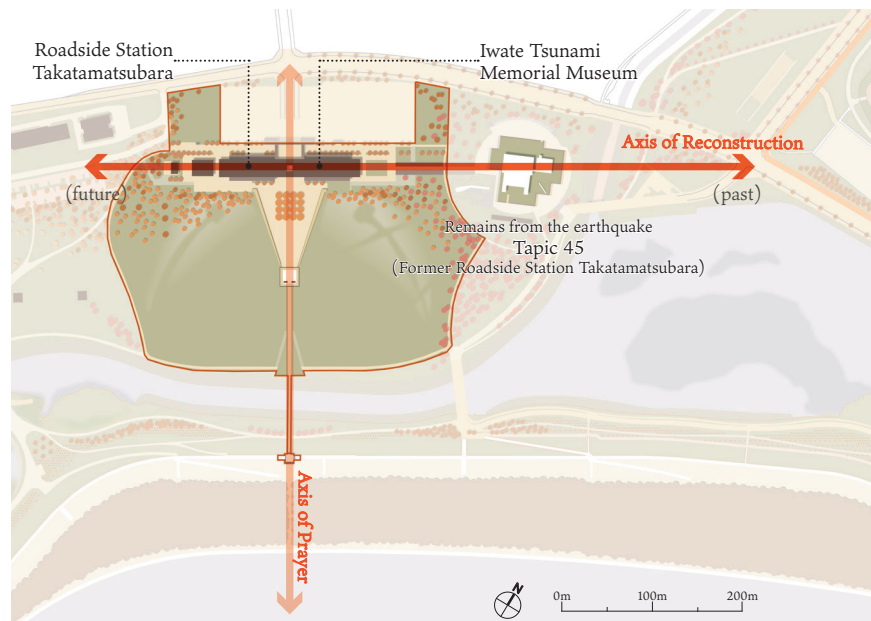 Roadside Station
Takatamatsubara
Iwate Tsunami
Memorial Museum
Axis of Reconstruction
(future)
(past)
Remains from the earthquake
Tapic 45
(Former Roadside Station Takatamatsubara)
Axis of Prayer
N
0m
100m
200m